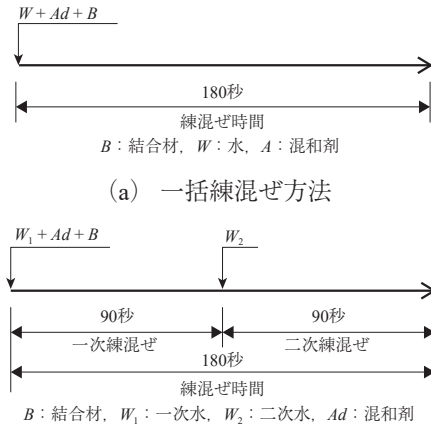 W + Ad + B
180秒
練混ぜ時間
B：結合材，W：水，A：混和剤
(a) 一括練混ぜ方法
W₁ + Ad + B W₂
90秒 90秒
一次練混ぜ 二次練混ぜ
180秒
練混ぜ時間
B：結合材，W₁：一次水，W₂：二次水，Ad：混和剤